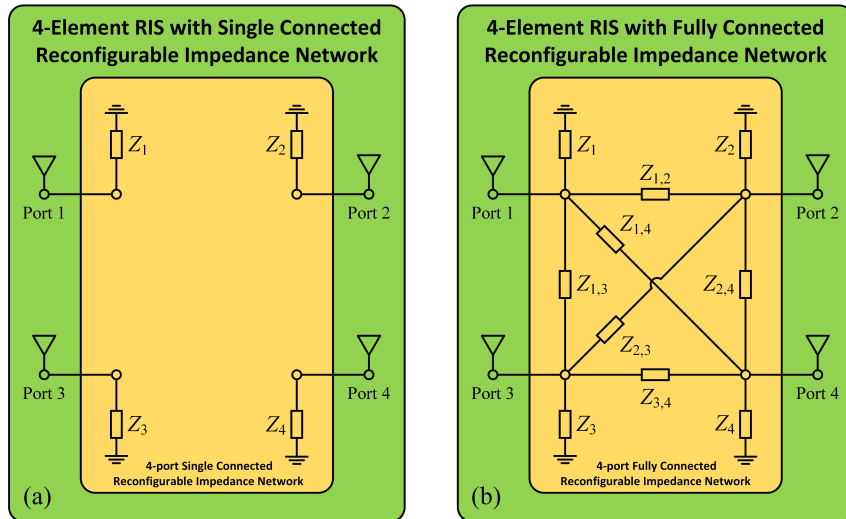 4-Element RIS with Single Connected
Reconfigurable Impedance Network
Z1
Z2
Port 1
Port 2
Port 3
Port 4
Z3
Z4
4-port Single Connected
Reconfigurable Impedance Network
(a)
4-Element RIS with Fully Connected
Reconfigurable Impedance Network
Z1
Z2
Z1,2
Port 1
Port 2
Z1,4
Z1,3
Z2,4
Z2,3
Port 3
Port 4
Z3,4
Z3
Z4
4-port Fully Connected
Reconfigurable Impedance Network
(b)